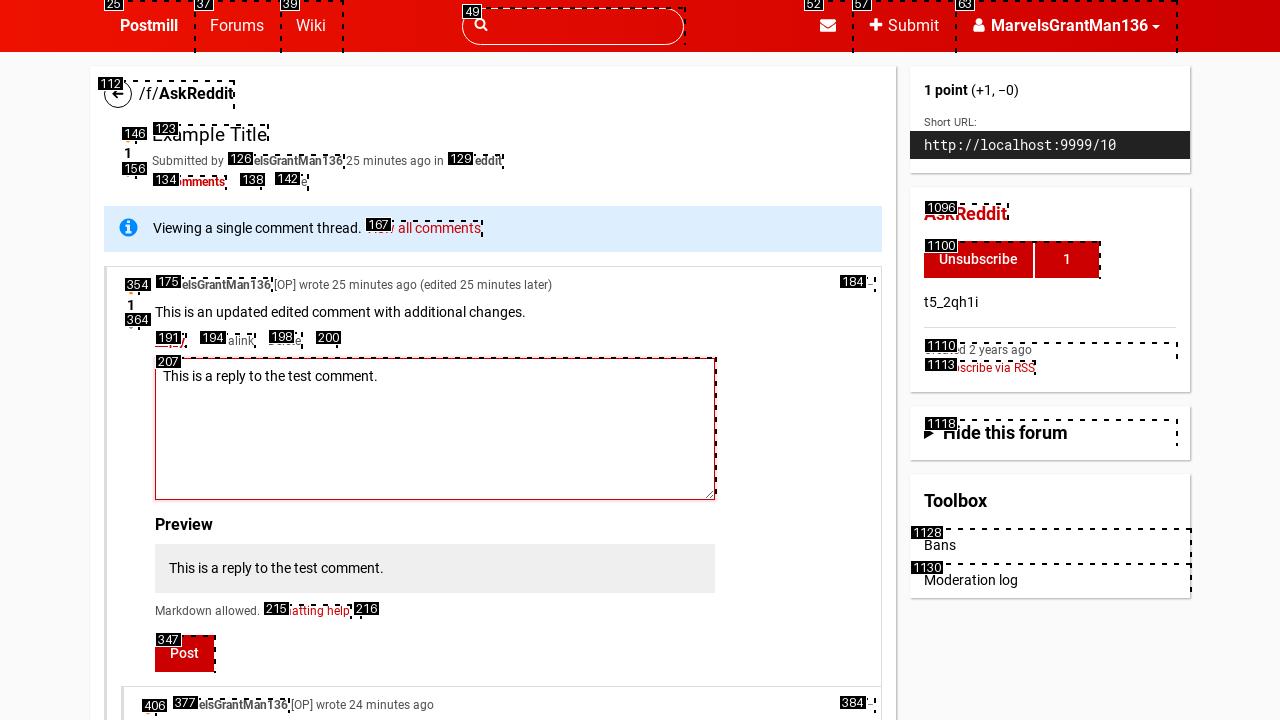 25 37 39 49 52 57 63
Postmill Forums Wiki Submit MarvelsGrantMan136
112 /f/AskReddit
123 Example Title
146
1
156
Submitted by 126 elsGrantMan136 25 minutes ago in 129 eddit
134 mments 138 142 e
Viewing a single comment thread. 167 all comments
354 175 elsGrantMan136 [OP] wrote 25 minutes ago (edited 25 minutes later) 184
1
This is an updated edited comment with additional changes.
364
191 194 alink 198 200
207
This is a reply to the test comment.
Preview
This is a reply to the test comment.
Markdown allowed. 215 atting help 216
347
Post
406 377 elsGrantMan136 [OP] wrote 24 minutes ago 384
1 point (+1, −0)
Short URL:
http://localhost:9999/10
1096
AskReddit
1100
Unsubscribe 1
t5_2qh1i
1110
d 2 years ago
1113 scribe via RSS
1118
Hide this forum
Toolbox
1128
Bans
1130
Moderation log